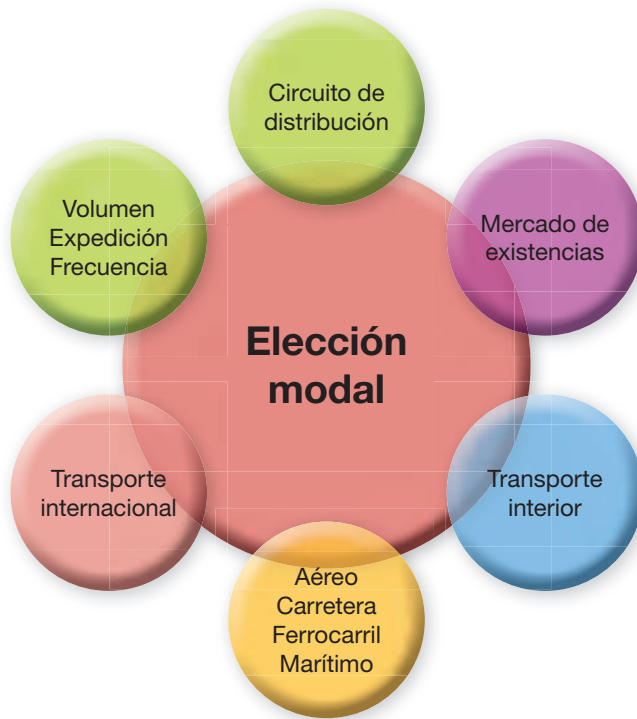 Circuito de
distribución
Volumen
Expedición
Frecuencia
Mercado de
existencias
Elección
modal
Transporte
internacional
Transporte
interior
Aéreo
Carretera
Ferrocarril
Marítimo